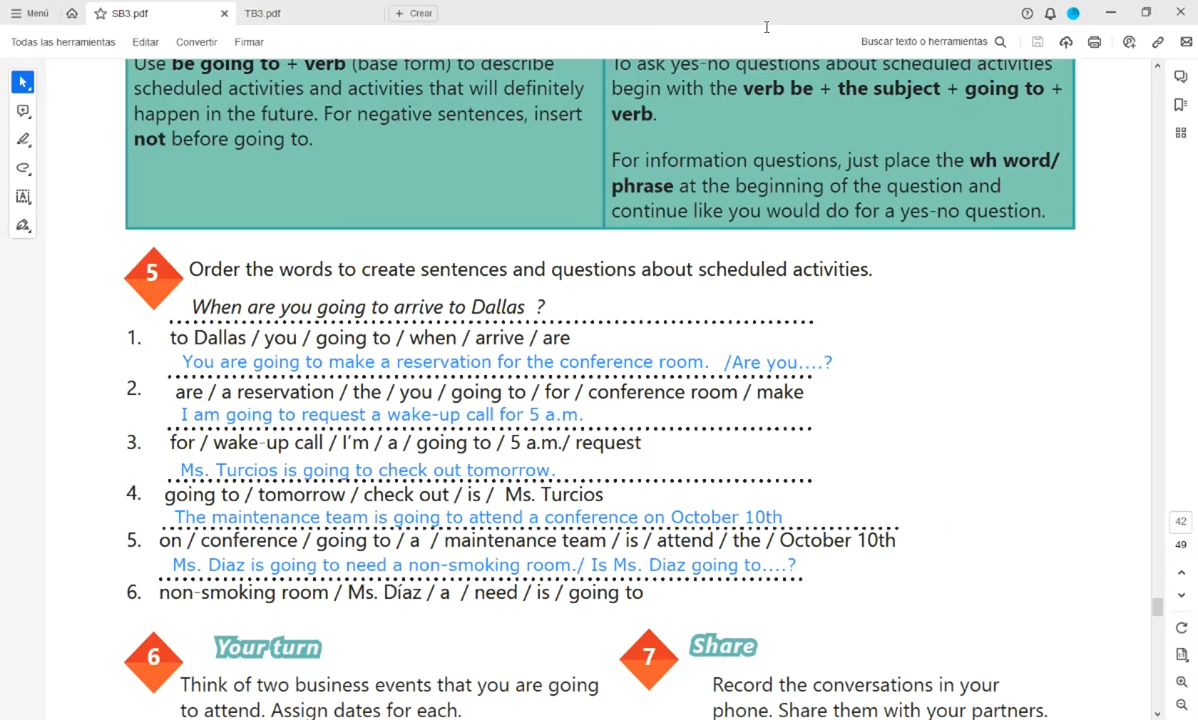 Menú
SB3.pdf
TB3.pdf
Crear
Todas las herramientas
Editar
Convertir
Firmar
Buscar texto o herramientas
Use be going to + verb (base form) to describe
scheduled activities and activities that will definitely
happen in the future. For negative sentences, insert
not before going to.
To ask yes-no questions about scheduled activities
begin with the verb be + the subject + going to +
verb.
For information questions, just place the wh word/
phrase at the beginning of the question and
continue like you would do for a yes-no question.
5 Order the words to create sentences and questions about scheduled activities.
When are you going to arrive to Dallas ?
1. to Dallas / you / going to / when / arrive / are
You are going to make a reservation for the conference room. /Are you....?
2. are / a reservation / the / you / going to / for / conference room / make
I am going to request a wake-up call for 5 a.m.
3. for / wake-up call / I'm / a / going to / 5 a.m./ request
Ms. Turcios is going to check out tomorrow.
4. going to / tomorrow / check out / is / Ms. Turcios
The maintenance team is going to attend a conference on October 10th
5. on / conference / going to / a / maintenance team / is / attend / the / October 10th
Ms. Diaz is going to need a non-smoking room./ Is Ms. Diaz going to....?
6. non-smoking room / Ms. Díaz / a / need / is / going to
6 Your turn
Think of two business events that you are going
to attend. Assign dates for each.
7 Share
Record the conversations in your
phone. Share them with your partners.
42
49